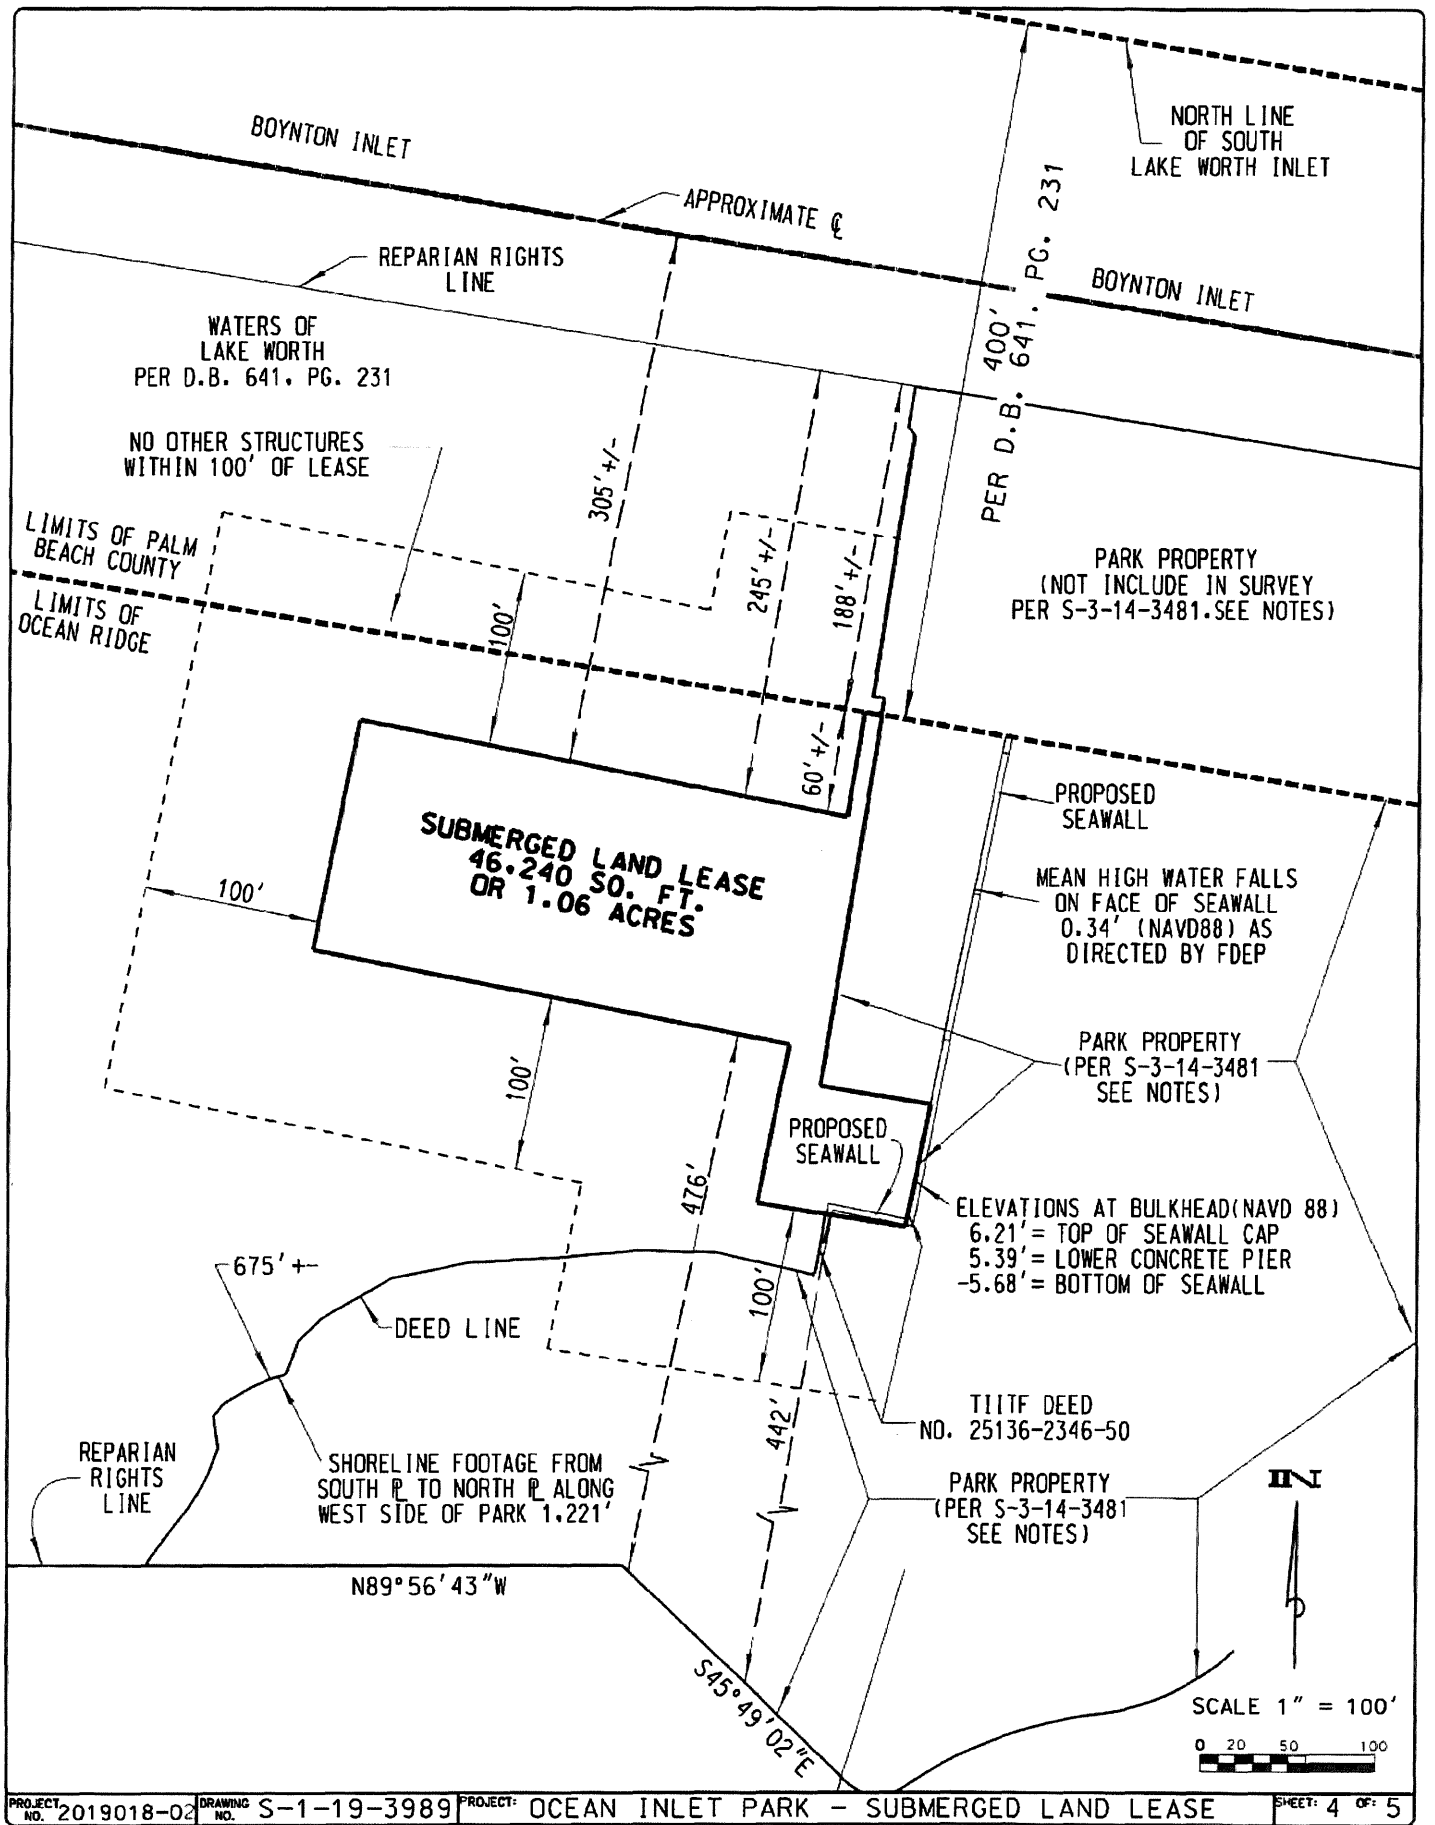 NORTH LINE
OF SOUTH
LAKE WORTH INLET
BOYNTON INLET
APPROXIMATE ℄
REPARIAN RIGHTS
LINE
BOYNTON INLET
400'
PER D.B. 641. PG. 231
WATERS OF
LAKE WORTH
PER D.B. 641. PG. 231
NO OTHER STRUCTURES
WITHIN 100' OF LEASE
305'+/-
245'+/-
188'+/-
LIMITS OF PALM
BEACH COUNTY
LIMITS OF
OCEAN RIDGE
100'
PARK PROPERTY
(NOT INCLUDE IN SURVEY
PER S-3-14-3481.SEE NOTES)
60'+/-
PROPOSED
SEAWALL
SUBMERGED LAND LEASE
46.240 SQ. FT.
OR 1.06 ACRES
100'
MEAN HIGH WATER FALLS
ON FACE OF SEAWALL
0.34' (NAVD88) AS
DIRECTED BY FDEP
PARK PROPERTY
(PER S-3-14-3481
SEE NOTES)
100'
PROPOSED
SEAWALL
476'
ELEVATIONS AT BULKHEAD(NAVD 88)
6.21'= TOP OF SEAWALL CAP
5.39'= LOWER CONCRETE PIER
-5.68'= BOTTOM OF SEAWALL
675'+-
100'
DEED LINE
TIITF DEED
NO. 25136-2346-50
442'
REPARIAN
RIGHTS
LINE
SHORELINE FOOTAGE FROM
SOUTH ⅊ TO NORTH ⅊ ALONG
WEST SIDE OF PARK 1.221'
PARK PROPERTY
(PER S-3-14-3481
SEE NOTES)
N
N89°56'43"W
S45°49'02"E
SCALE 1" = 100'
0 20 50 100
PROJECT NO. 2019018-02 DRAWING NO. S-1-19-3989 PROJECT: OCEAN INLET PARK - SUBMERGED LAND LEASE SHEET: 4 OF: 5